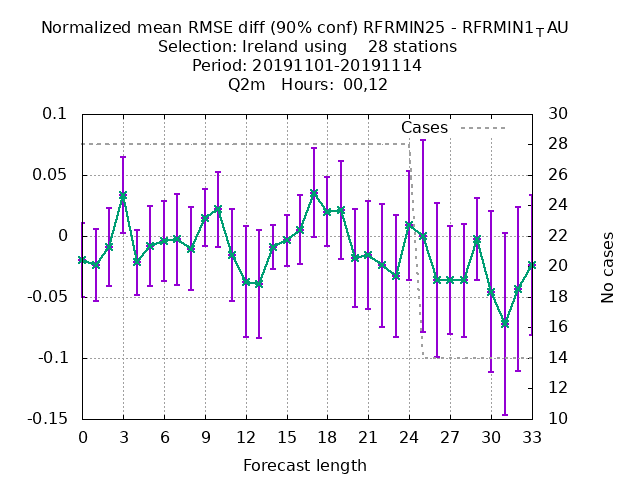 Normalized mean RMSE diff (90% conf) RFRMIN25 - RFRMIN1_TAU
Selection: Ireland using    28 stations
Period: 20191101-20191114
Q2m   Hours:  00,12
0.1 30
Cases
28
0.05 26
24
0 22
20
-0.05 18
16
-0.1 14
12
-0.15 10
No cases
0 3 6 9 12 15 18 21 24 27 30 33
Forecast length